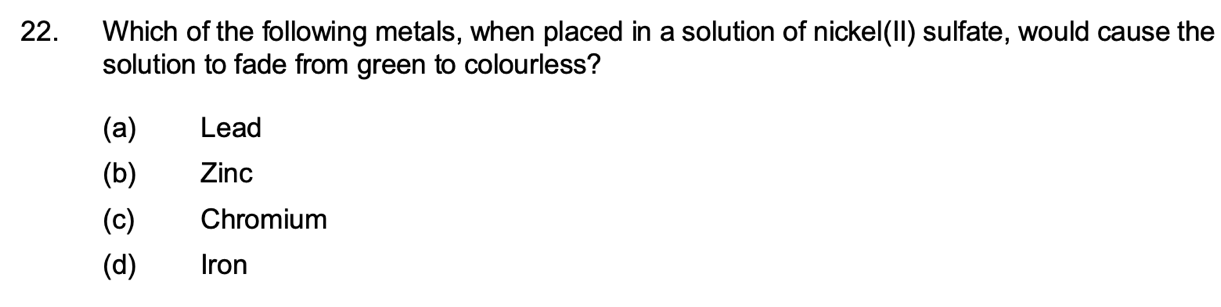 22. Which of the following metals, when placed in a solution of nickel(II) sulfate, would cause the
solution to fade from green to colourless?
(a) Lead
(b) Zinc
(c) Chromium
(d) Iron